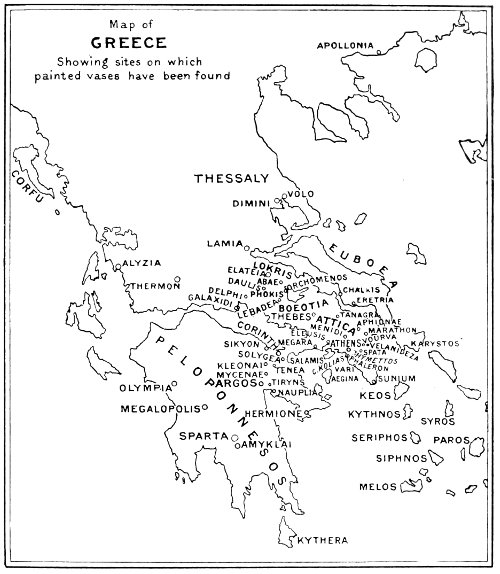 Map of
GREECE
Showing sites on which
painted vases have been found
APOLLONIA
CORFU
THESSALY
VOLO
DIMINI
LAMIA
EUBOEA
ALYZIA
THERMON
LOKRIS
ELATEIA
ABAE
ORCHOMENOS
DAULIS
DELPHI
PHOKIS
CHALKIS
GALAXIDI
LEBADEA
BOEOTIA
ERETRIA
THEBES
TANAGRA
ATTICA
APHIDNAE
ELEUSIS
MENIDI
MARATHON
CORINTH
VOURVA
SIKYON
MEGARA
ATHENS
VELANIDEZA
KARYSTOS
SPATA
SOLYGEA
SALAMIS
HYMETTOS
PHALERON
KLEONAI
KOLIAS
TENEA
VARI
MYCENAE
AEGINA
SUNIUM
OLYMPIA
ARGOS
TIRYNS
NAUPLIA
KEOS
PELOPONNESOS
MEGALOPOLIS
HERMIONE
KYTHNOS
SYROS
SPARTA
AMYKLAI
SERIPHOS
PAROS
SIPHNOS
MELOS
KYTHERA